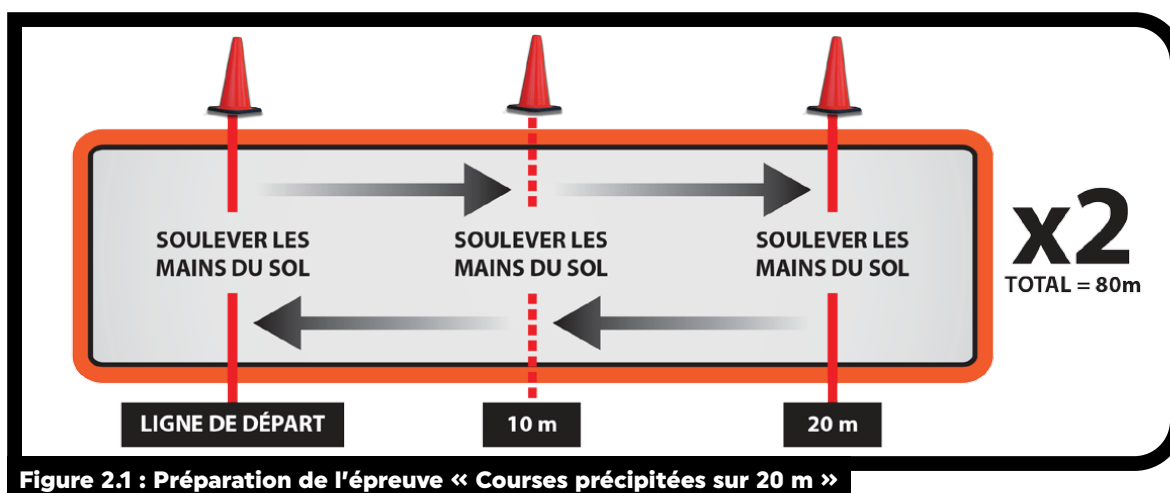 SOULEVER LES
MAINS DU SOL
SOULEVER LES
MAINS DU SOL
SOULEVER LES
MAINS DU SOL
x2
TOTAL = 80m
LIGNE DE DÉPART
10 m
20 m
Figure 2.1 : Préparation de l'épreuve « Courses précipitées sur 20 m »